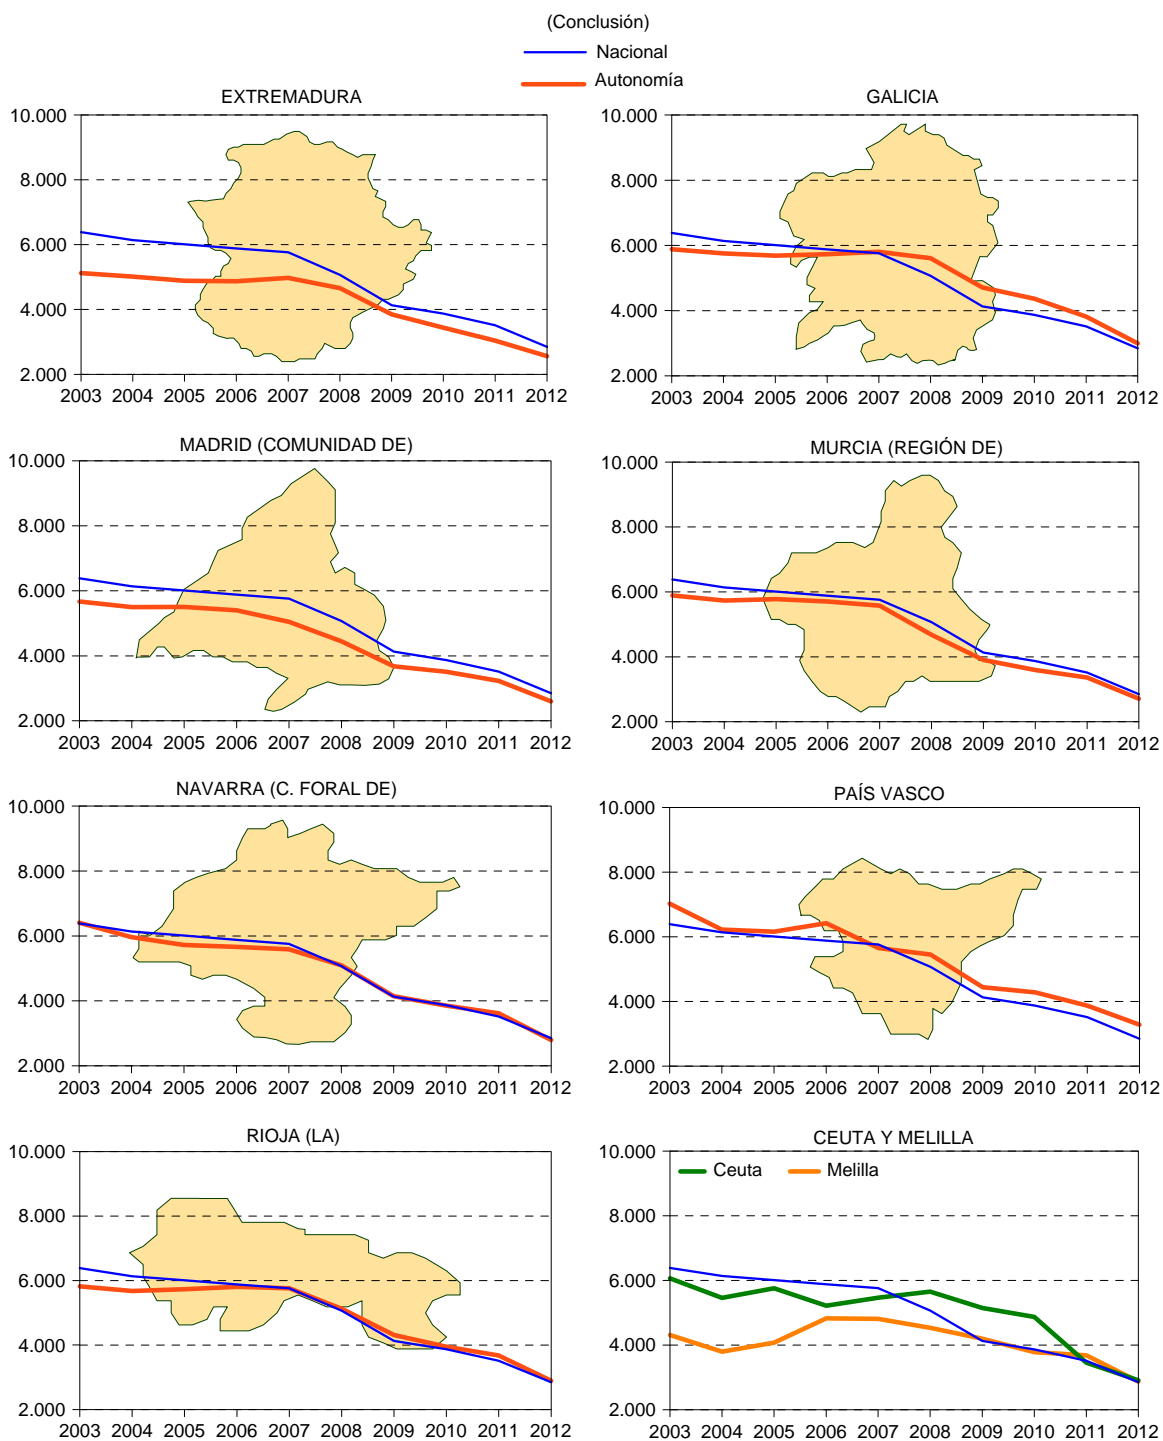 (Conclusión)
Nacional
Autonomía
EXTREMADURA
10.000
8.000
6.000
4.000
2.000
2003 2004 2005 2006 2007 2008 2009 2010 2011 2012
GALICIA
10.000
8.000
6.000
4.000
2.000
2003 2004 2005 2006 2007 2008 2009 2010 2011 2012
MADRID (COMUNIDAD DE)
10.000
8.000
6.000
4.000
2.000
2003 2004 2005 2006 2007 2008 2009 2010 2011 2012
MURCIA (REGIÓN DE)
10.000
8.000
6.000
4.000
2.000
2003 2004 2005 2006 2007 2008 2009 2010 2011 2012
NAVARRA (C. FORAL DE)
10.000
8.000
6.000
4.000
2.000
2003 2004 2005 2006 2007 2008 2009 2010 2011 2012
PAÍS VASCO
10.000
8.000
6.000
4.000
2.000
2003 2004 2005 2006 2007 2008 2009 2010 2011 2012
RIOJA (LA)
10.000
8.000
6.000
4.000
2.000
2003 2004 2005 2006 2007 2008 2009 2010 2011 2012
CEUTA Y MELILLA
Ceuta Melilla
10.000
8.000
6.000
4.000
2.000
2003 2004 2005 2006 2007 2008 2009 2010 2011 2012